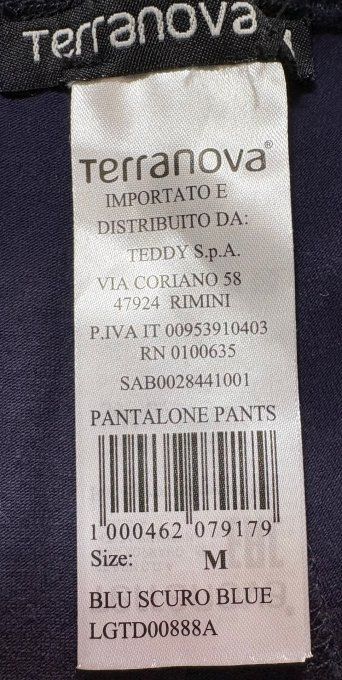 Terranova
Terranova®
IMPORTATO E
DISTRIBUITO DA:
TEDDY S.p.A.
VIA CORIANO 58
47924 RIMINI
P.IVA IT 00953910403
RN 0100635
SAB0028441001
PANTALONE PANTS
1 000462 079179
Size: M
BLU SCURO BLUE
LGTD00888A